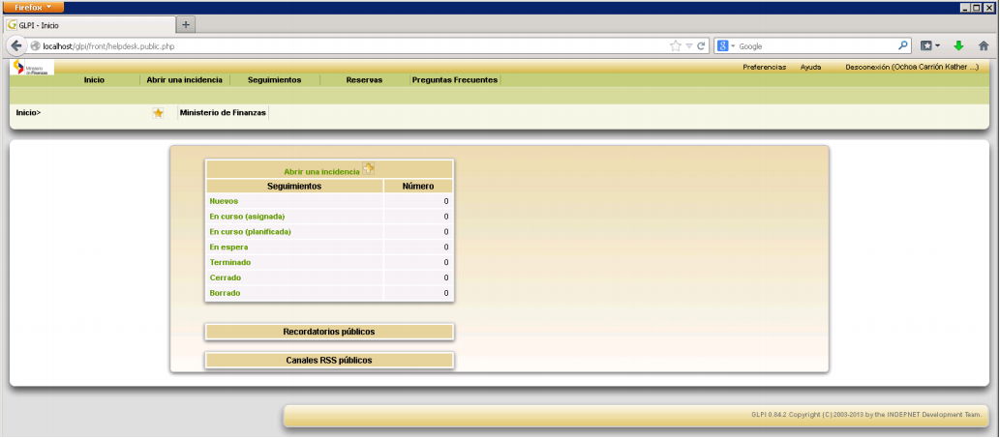 Firefox
GLPI - Inicio
localhost/glpi/front/helpdesk.public.php
Google
Ministerio
de Finanzas
Preferencias Ayuda Desconexión (Ochoa Carrión Kather ...)
Inicio Abrir una incidencia Seguimientos Reservas Preguntas Frecuentes
Inicio> Ministerio de Finanzas
Abrir una incidencia
Seguimientos Número
Nuevos 0
En curso (asignada) 0
En curso (planificada) 0
En espera 0
Terminado 0
Cerrado 0
Borrado 0
Recordatorios públicos
Canales RSS públicos
GLPI 0.84.2 Copyright (C) 2003-2013 by the INDEPNET Development Team.